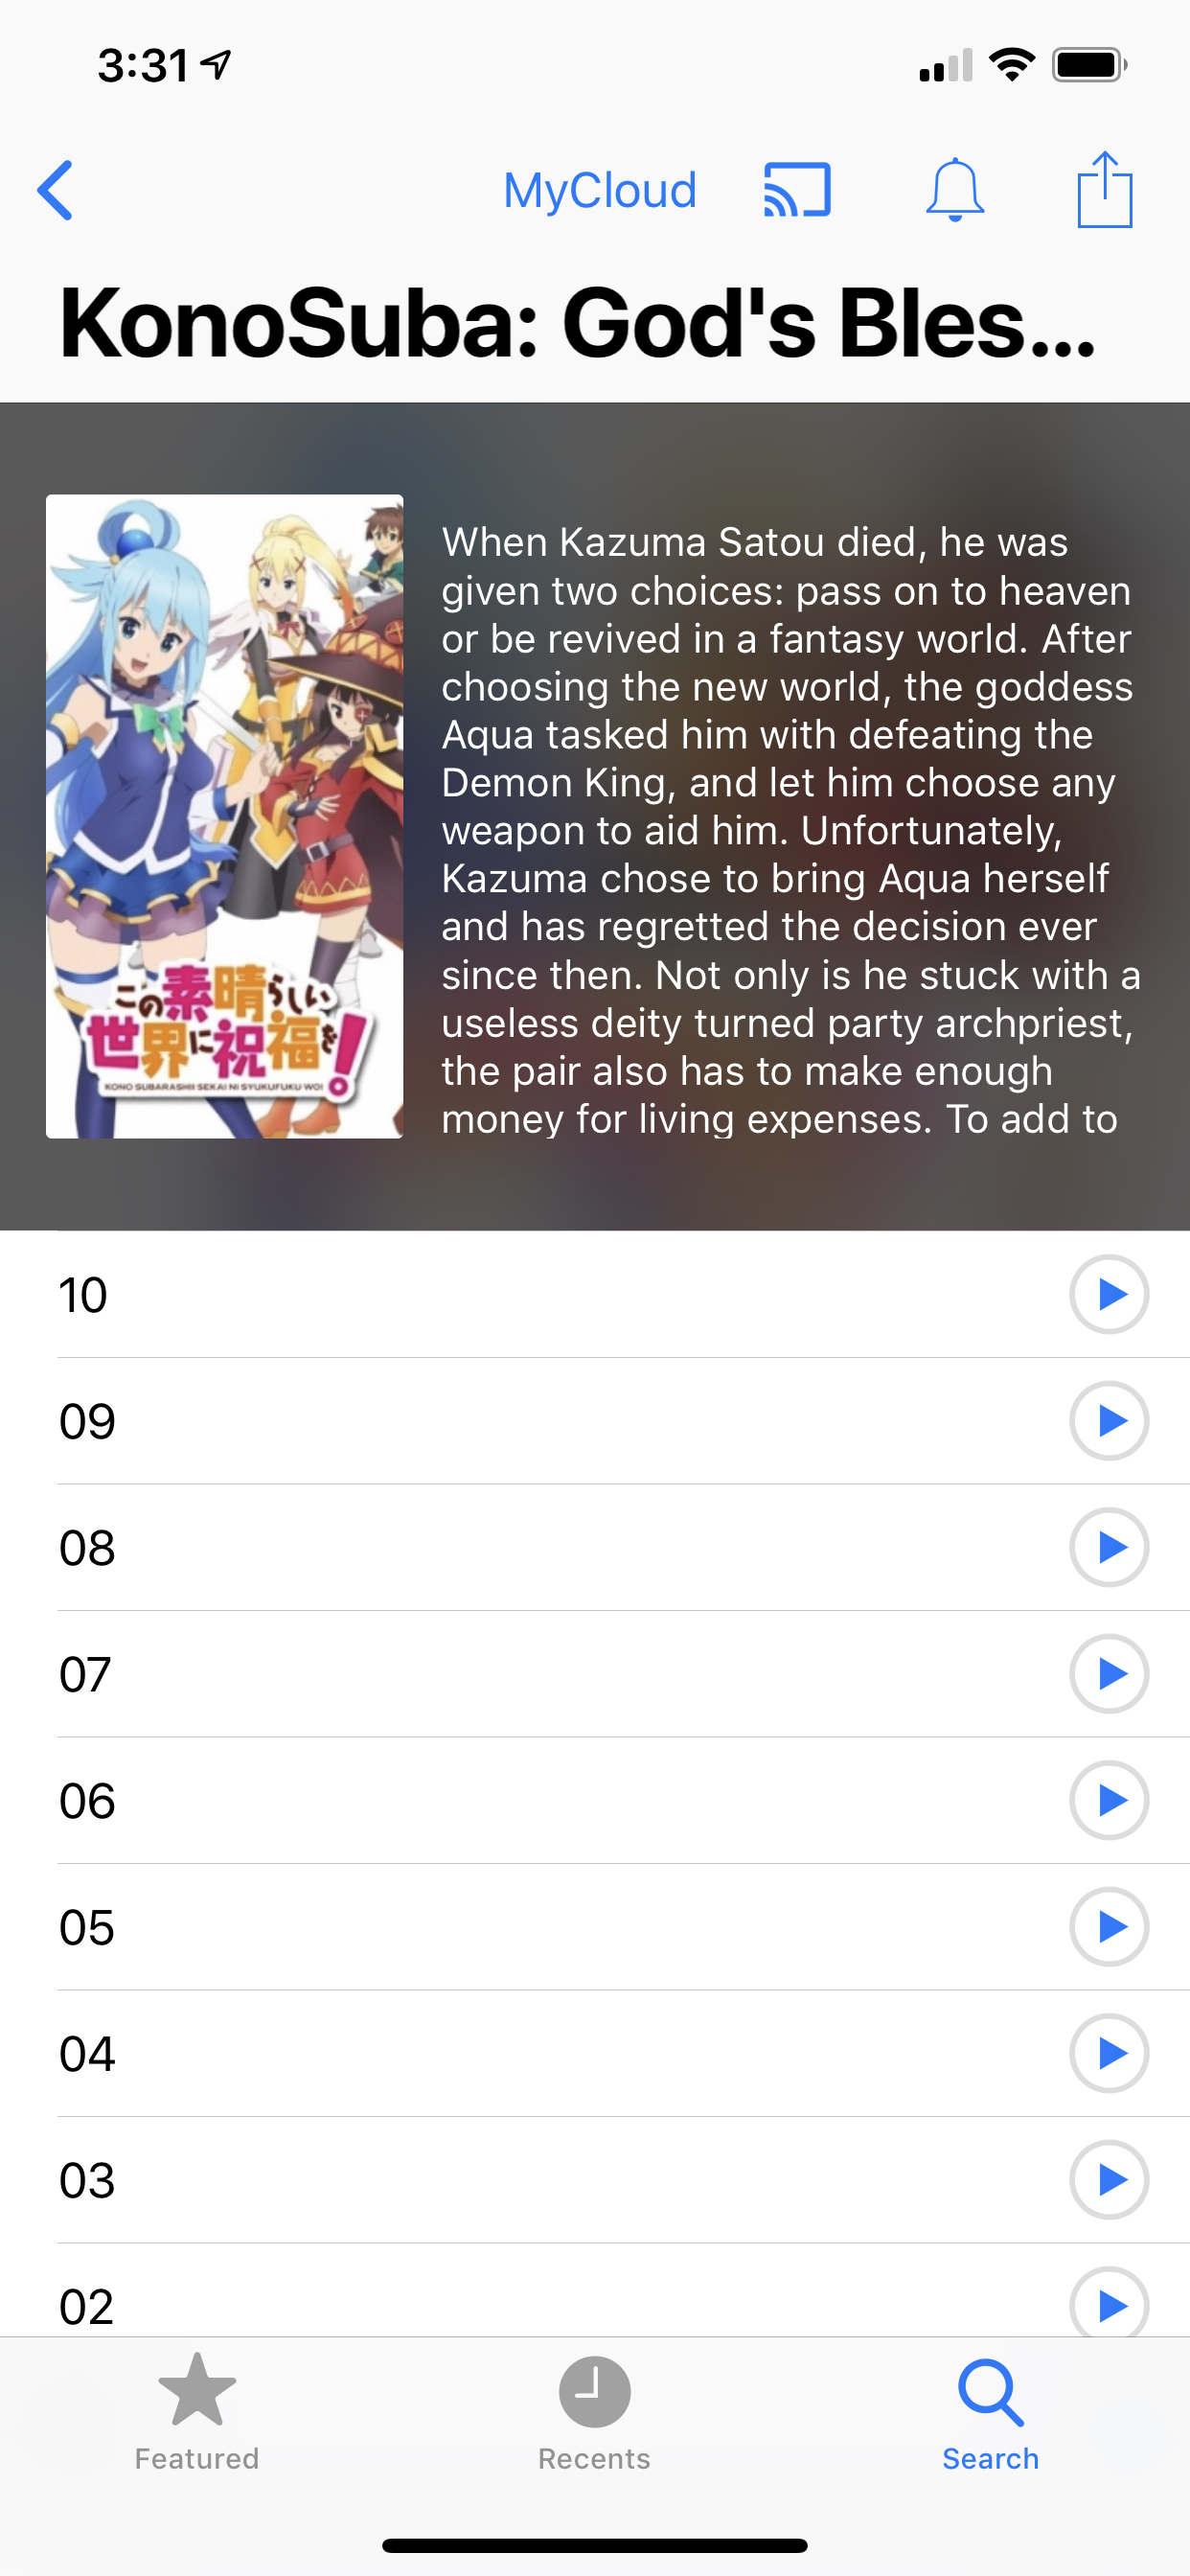 3:31
MyCloud
KonoSuba: God's Bles...
When Kazuma Satou died, he was
given two choices: pass on to heaven
or be revived in a fantasy world. After
choosing the new world, the goddess
Aqua tasked him with defeating the
Demon King, and let him choose any
weapon to aid him. Unfortunately,
Kazuma chose to bring Aqua herself
and has regretted the decision ever
since then. Not only is he stuck with a
useless deity turned party archpriest,
the pair also has to make enough
money for living expenses. To add to
この素晴らしい
世界に祝福を!
KONO SUBARASHII SEKAI NI SYUKUFUKU WO!
10
09
08
07
06
05
04
03
02
Featured
Recents
Search